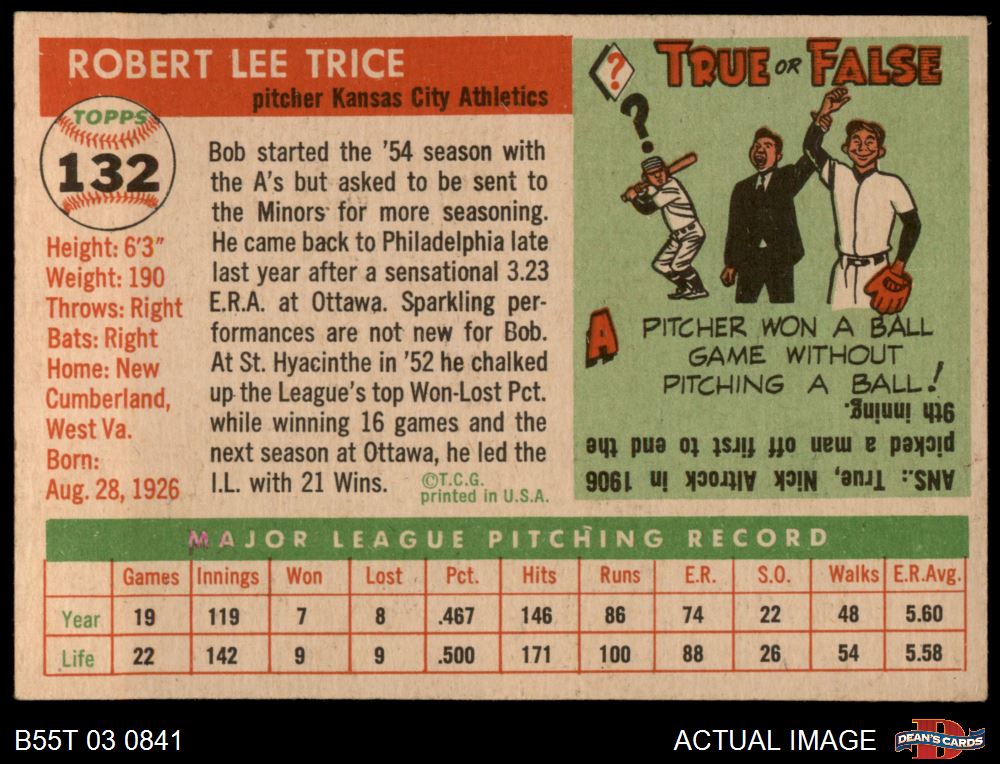 ROBERT LEE TRICE
pitcher Kansas City Athletics
TOPPS
132
Height: 6'3"
Weight: 190
Throws: Right
Bats: Right
Home: New
Cumberland,
West Va.
Born:
Aug. 28, 1926
Bob started the '54 season with
the A's but asked to be sent to
the Minors for more seasoning.
He came back to Philadelphia late
last year after a sensational 3.23
E.R.A. at Ottawa. Sparkling per-
formances are not new for Bob.
At St. Hyacinthe in '52 he chalked
up the League's top Won-Lost Pct.
while winning 16 games and the
next season at Ottawa, he led the
I.L. with 21 Wins.
©T.C.G.
printed in U.S.A.
? TRUE OR FALSE
?
A PITCHER WON A BALL
GAME WITHOUT
PITCHING A BALL!
ANS.: True, Nick Altrock in 1906
picked a man off first to end the
9th inning.
MAJOR LEAGUE PITCHING RECORD
Games Innings Won Lost Pct. Hits Runs E.R. S.O. Walks E.R.Avg.
Year 19 119 7 8 .467 146 86 74 22 48 5.60
Life 22 142 9 9 .500 171 100 88 26 54 5.58
B55T 03 0841
ACTUAL IMAGE
D
DEAN'S CARDS